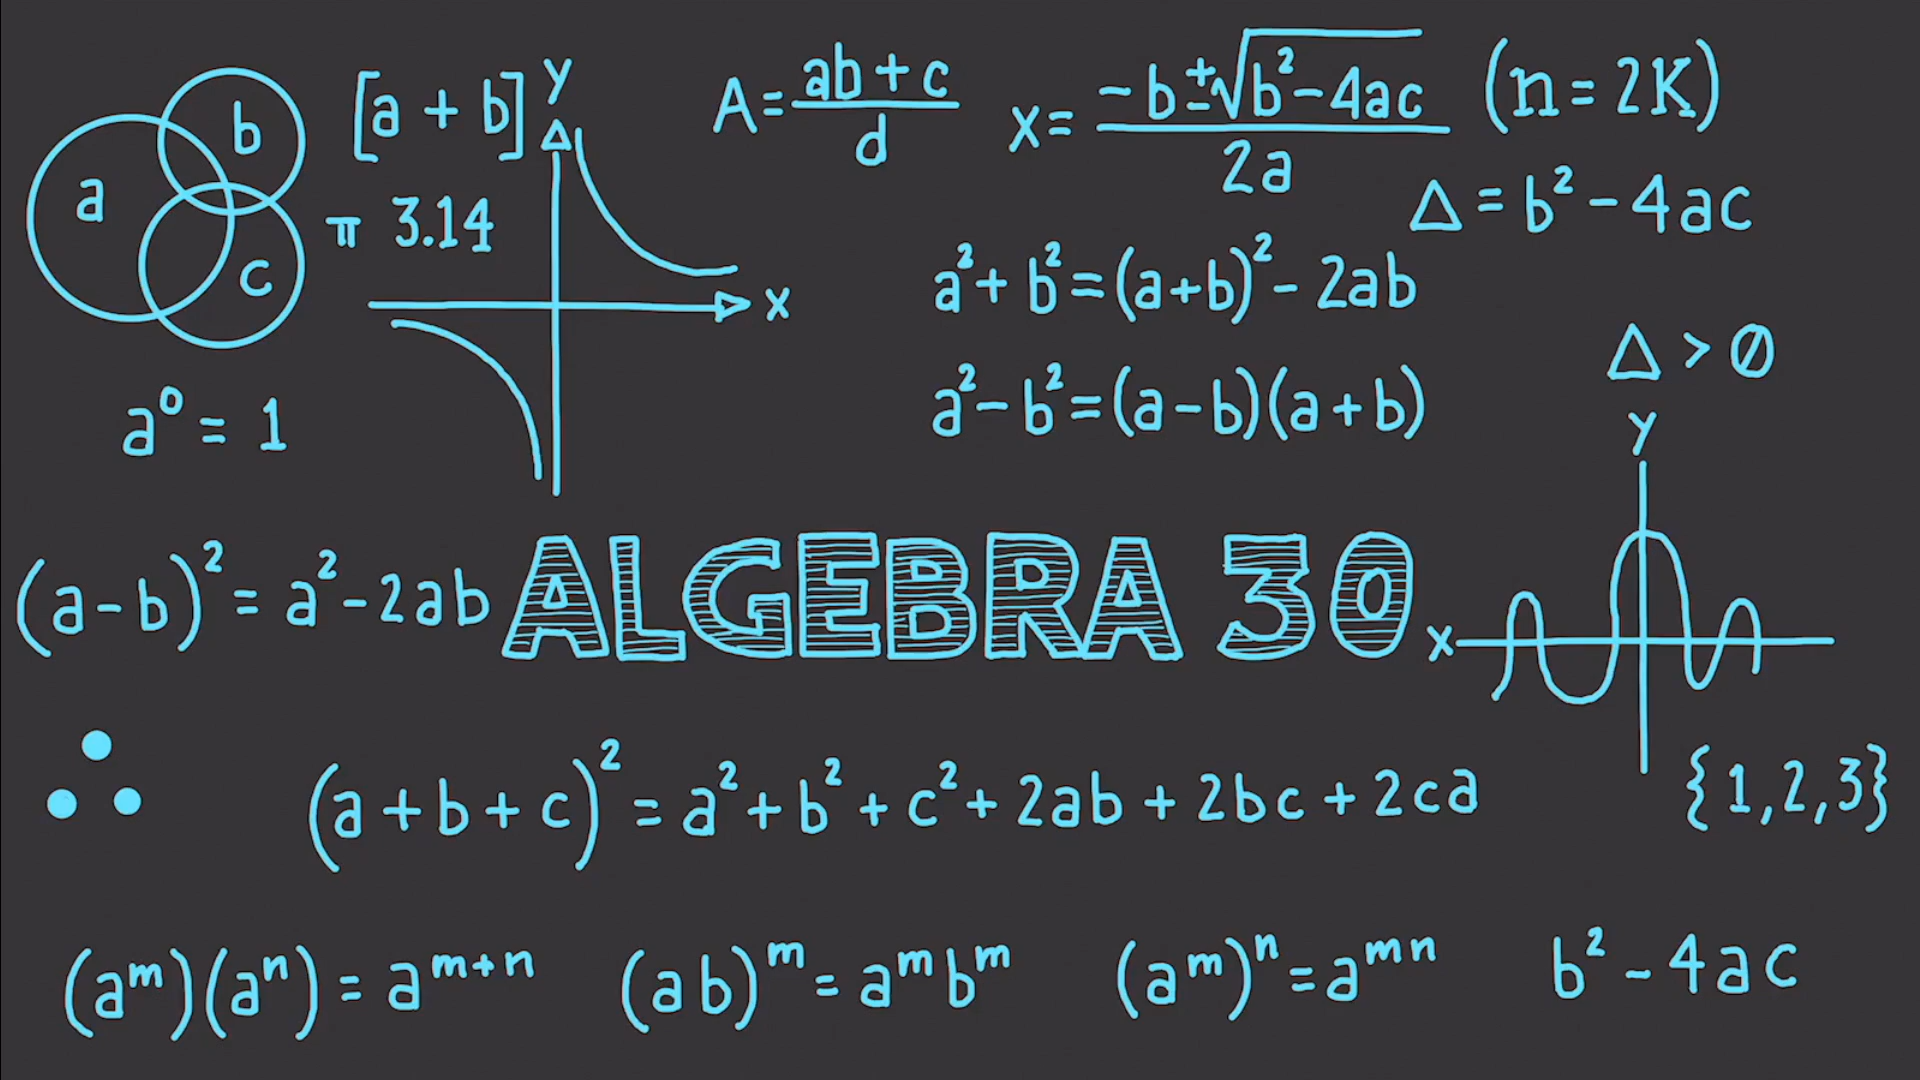 b
a
c
[a + b]
π 3.14
y
x
a⁰ = 1
A = (ab + c)/d
x = (-b ± √(b² - 4ac))/2a
(n = 2K)
Δ = b² - 4ac
a² + b² = (a+b)² - 2ab
a² - b² = (a-b)(a+b)
Δ > 0
y
x
(a-b)² = a² - 2ab
ALGEBRA 30
∴
(a+b+c)² = a² + b² + c² + 2ab + 2bc + 2ca
{1,2,3}
(aᵐ)(aⁿ) = aᵐ⁺ⁿ
(ab)ᵐ = aᵐbᵐ
(aᵐ)ⁿ = aᵐⁿ
b² - 4ac